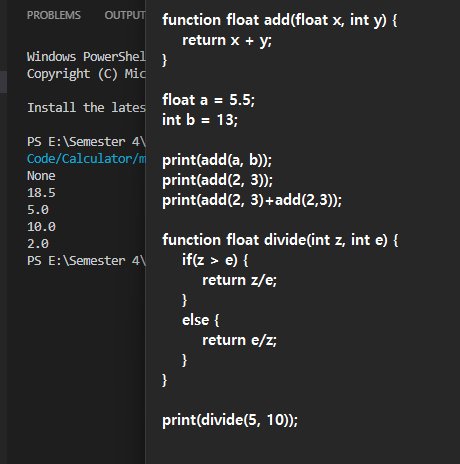 PROBLEMS OUTPUT
Windows PowerShel
Copyright (C) Mic
Install the lates
PS E:\Semester 4\
Code/Calculator/m
None
18.5
5.0
10.0
2.0
PS E:\Semester 4\
function float add(float x, int y) {
return x + y;
}
float a = 5.5;
int b = 13;
print(add(a, b));
print(add(2, 3));
print(add(2, 3)+add(2,3));
function float divide(int z, int e) {
if(z > e) {
return z/e;
}
else {
return e/z;
}
}
print(divide(5, 10));